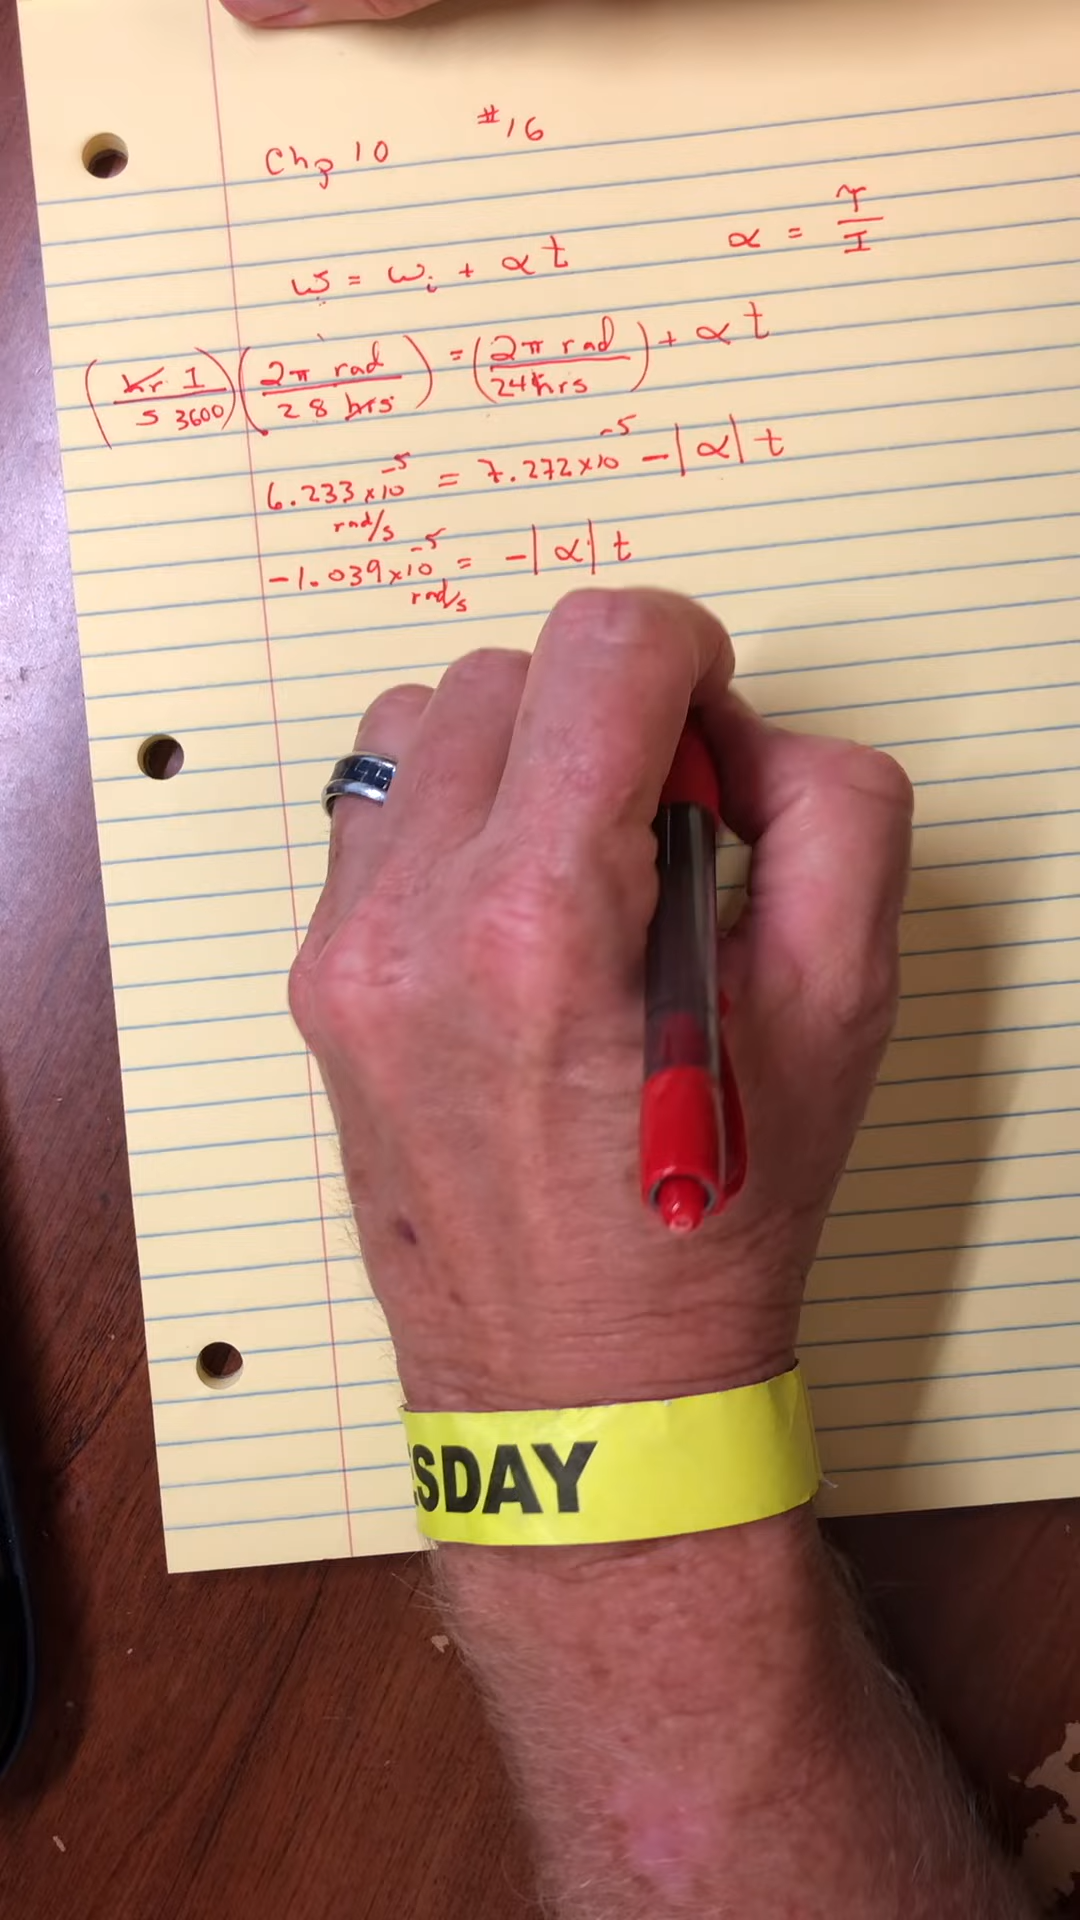 Chp 10 #16
ω = ωi + αt α = τ/I
(hr 1 / s 3600)(2π rad / 28 hrs) = (2π rad / 24 hrs) + αt
6.233×10^-5 rad/s = 7.272×10^-5 -|α| t
-1.039×10^-5 rad/s = -|α| t
SDAY